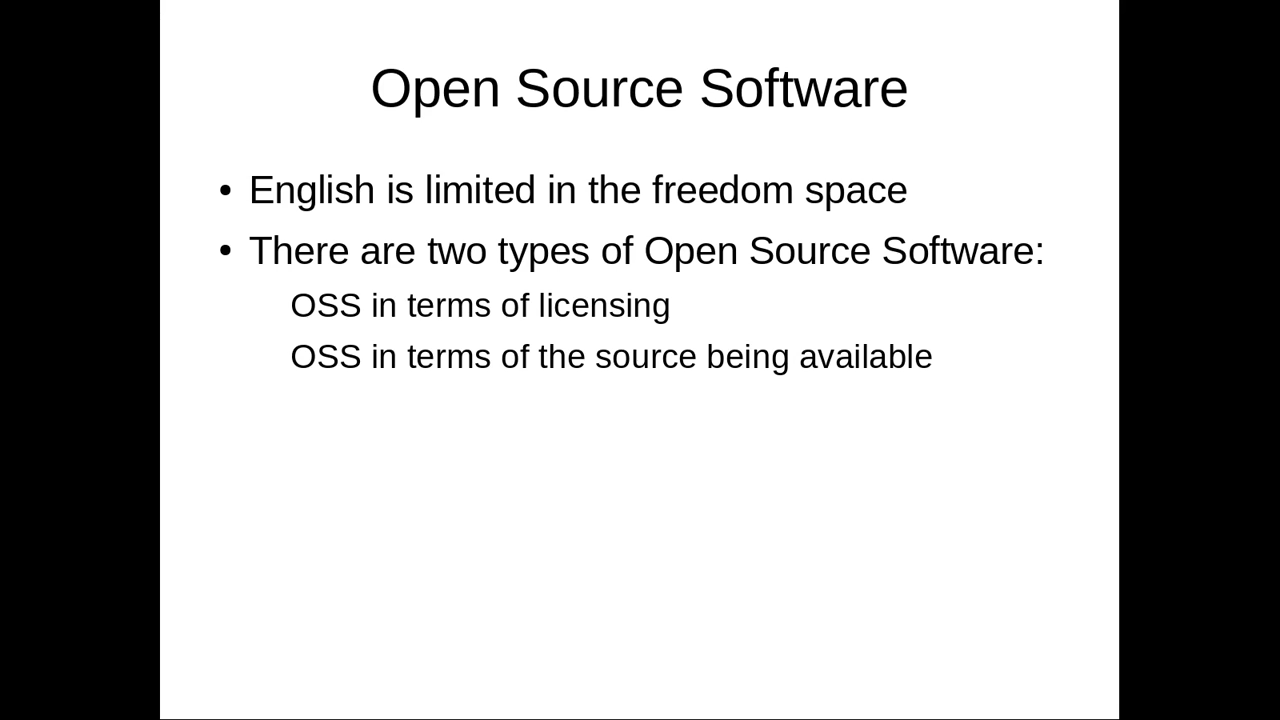 Open Source Software
• English is limited in the freedom space
• There are two types of Open Source Software:
OSS in terms of licensing
OSS in terms of the source being available